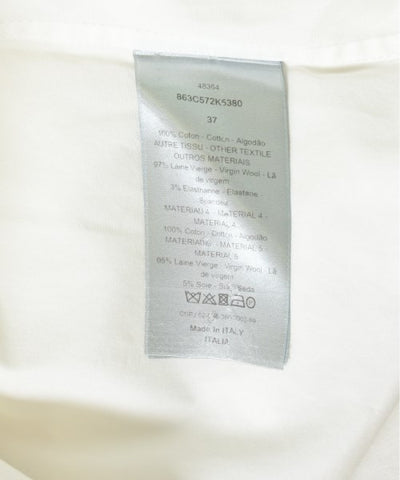 48364
863C572K5380
37
100% Coton - Cotton - Algodão
AUTRE TISSU - OTHER TEXTILE
OUTROS MATERIAIS
97% Laine Vierge - Virgin Wool - Lã
de virgem
3% Elasthanne - Elastane -
MATERIAU 4 - MATERIAL 4 -
MATERIAL 4
100% Coton - Cotton - Algodão
MATERIAU 5 - MATERIAL 5
MATERIAL 5
95% Laine Vierge - Virgin Wool - Lã
de virgem
5% Soie - Silk - Seda
Made in ITALY
ITALIA